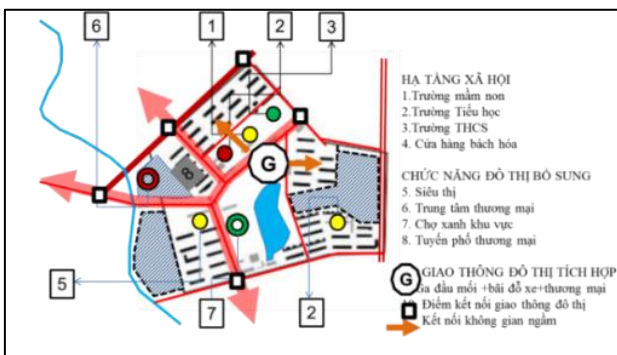 6
1
2
3
8
G
5
7
2
HẠ TẦNG XÃ HỘI
1.Trường mầm non
2.Trường Tiểu học
3.Trường THCS
4. Cửa hàng bách hóa
CHỨC NĂNG ĐÔ THỊ BỔ SUNG
5. Siêu thị
6. Trung tâm thương mại
7. Chợ xanh khu vực
8. Tuyến phố thương mại
G GIAO THÔNG ĐÔ THỊ TÍCH HỢP
Ga đầu mối +bãi đỗ xe+thương mại
Điểm kết nối giao thông đô thị
Kết nối không gian ngầm